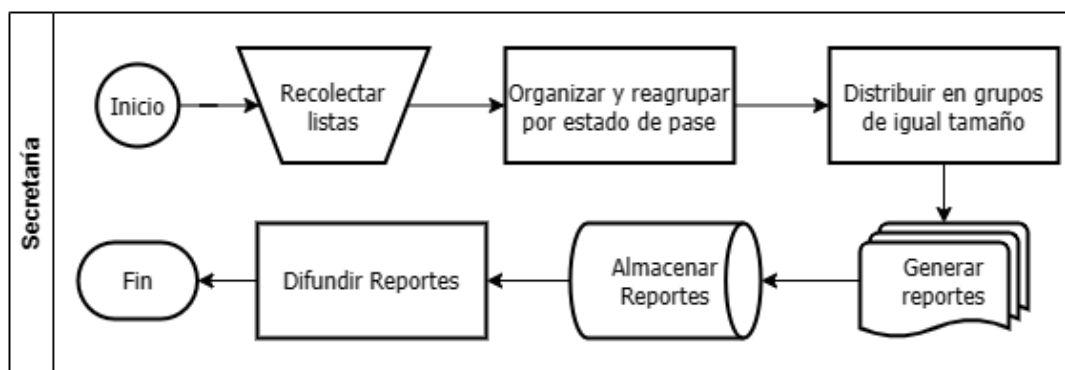 Secretaría
Inicio
Recolectar
listas
Organizar y reagrupar
por estado de pase
Distribuir en grupos
de igual tamaño
Generar
reportes
Almacenar
Reportes
Difundir Reportes
Fin